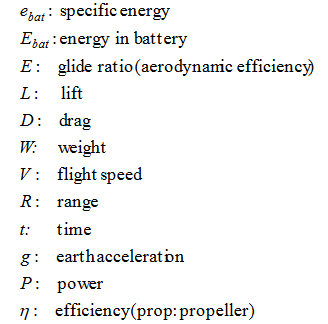 e_bat : specific energy
E_bat : energy in battery
E : glide ratio (aerodynamic efficiency)
L : lift
D : drag
W: weight
V : flight speed
R : range
t: time
g : earth acceleration
P : power
η : efficiency (prop: propeller)